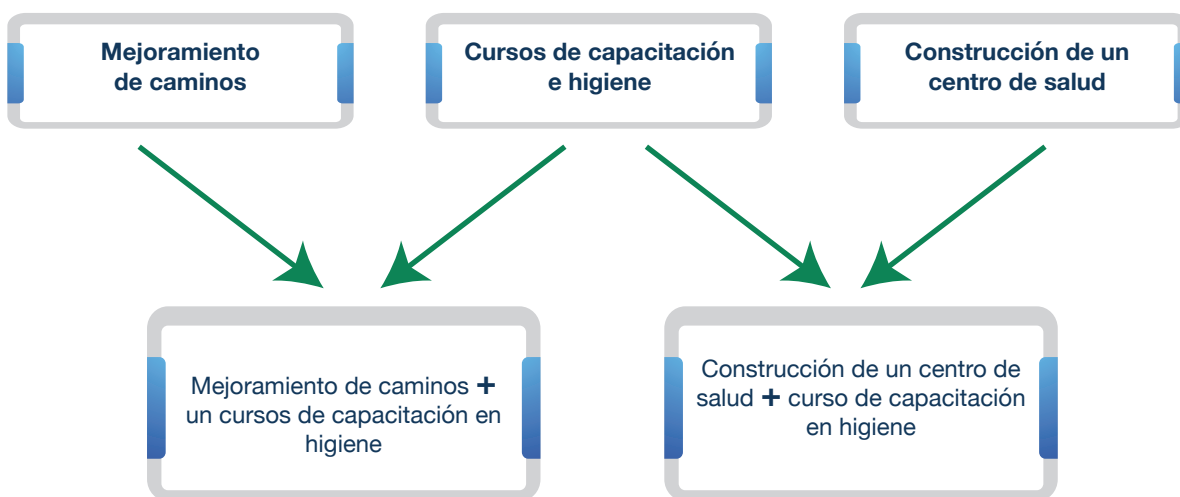 Mejoramiento
de caminos
Cursos de capacitación
e higiene
Construcción de un
centro de salud
Mejoramiento de caminos +
un cursos de capacitación en
higiene
Construcción de un centro de
salud + curso de capacitación
en higiene